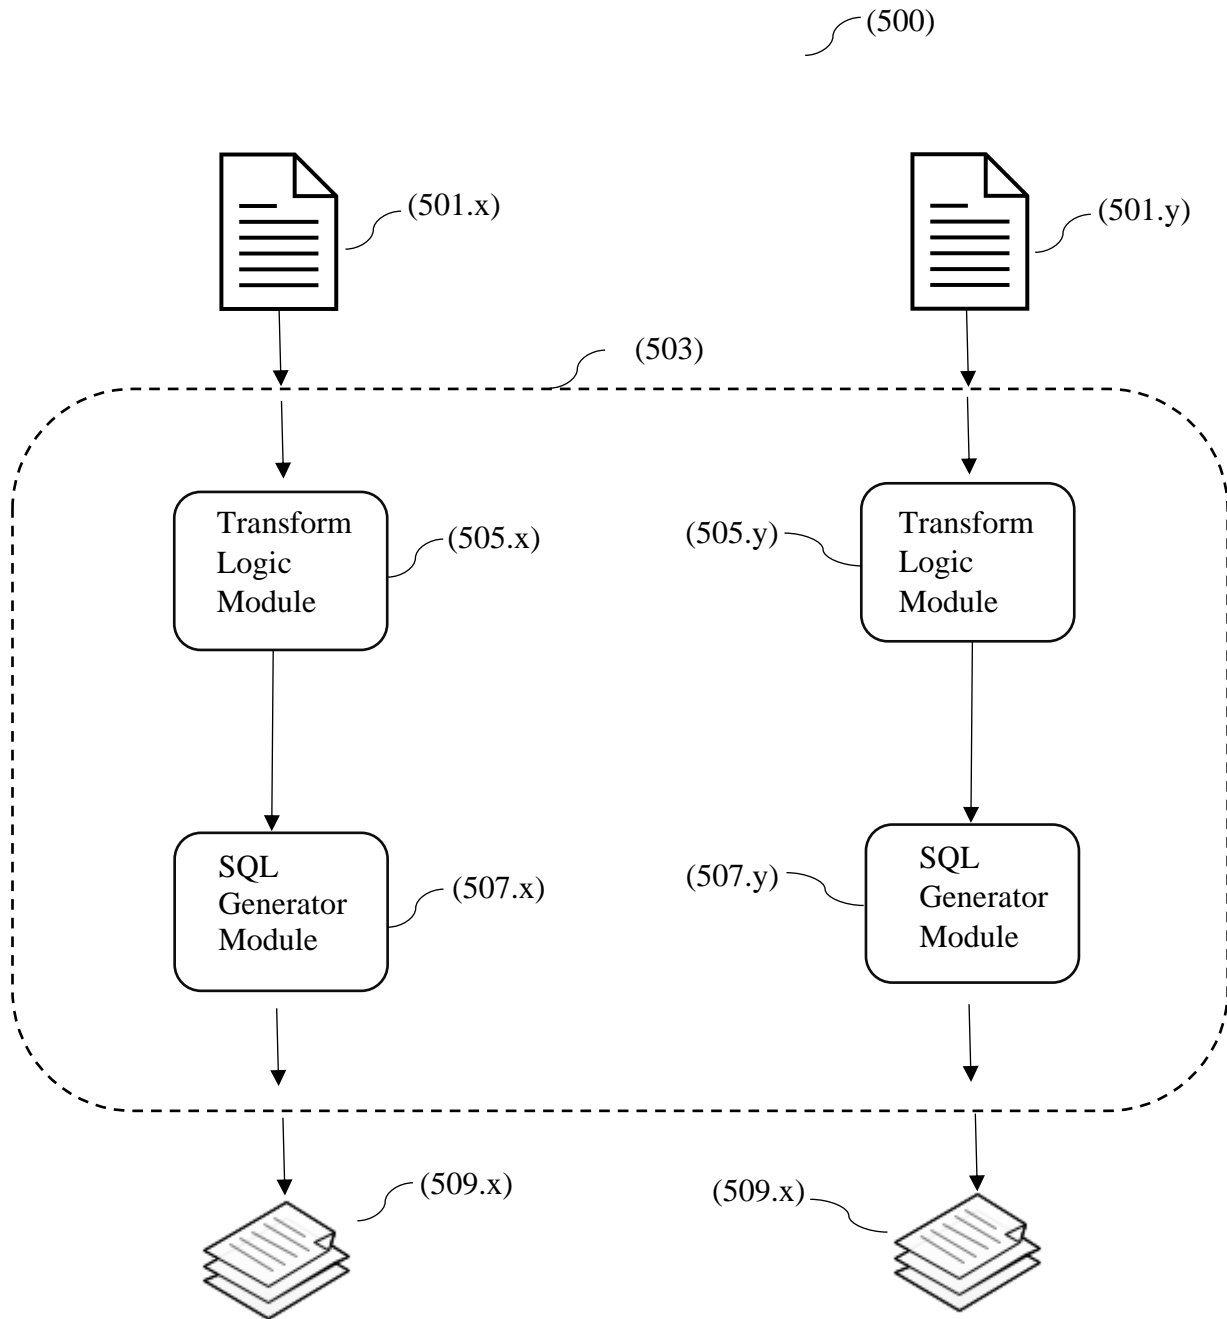 (500)
(501.x)
(501.y)
(503)
Transform
Logic
Module
(505.x)
(505.y)
Transform
Logic
Module
SQL
Generator
Module
(507.x)
(507.y)
SQL
Generator
Module
(509.x)
(509.x)